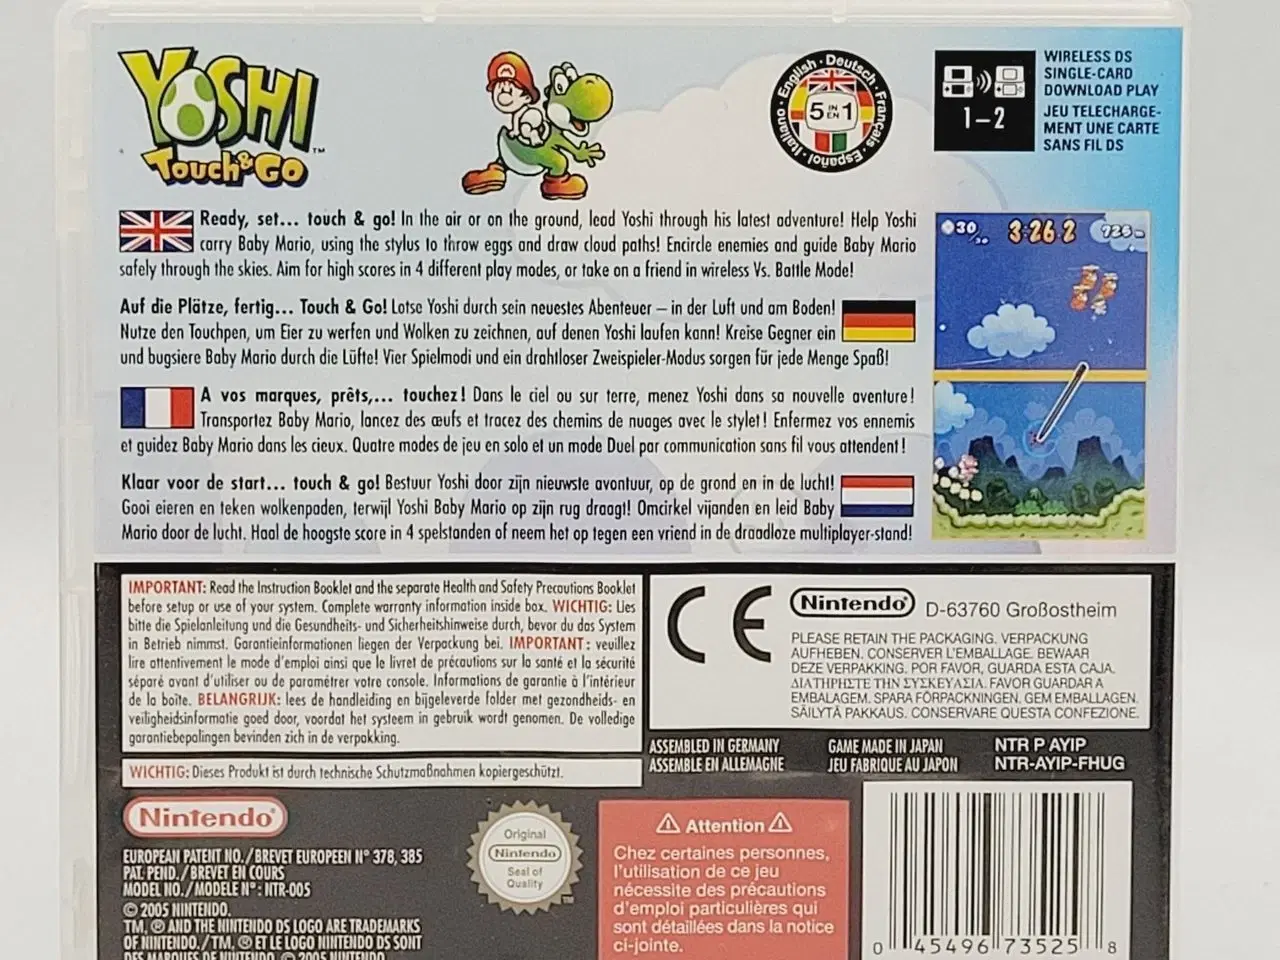 YOSHI
Touch & GO™
English · Deutsch · Français · Español · Italiano
5 IN EN 1
1–2
WIRELESS DS
SINGLE-CARD
DOWNLOAD PLAY
JEU TELECHARGE-
MENT UNE CARTE
SANS FIL DS
Ready, set... touch & go! In the air or on the ground, lead Yoshi through his latest adventure! Help Yoshi
carry Baby Mario, using the stylus to throw eggs and draw cloud paths! Encircle enemies and guide Baby Mario
safely through the skies. Aim for high scores in 4 different play modes, or take on a friend in wireless Vs. Battle Mode!
30
30
3:26.2
Auf die Plätze, fertig... Touch & Go! Lotse Yoshi durch sein neuestes Abenteuer – in der Luft und am Boden!
Nutze den Touchpen, um Eier zu werfen und Wolken zu zeichnen, auf denen Yoshi laufen kann! Kreise Gegner ein
und bugsiere Baby Mario durch die Lüfte! Vier Spielmodi und ein drahtloser Zweispieler-Modus sorgen für jede Menge Spaß!
A vos marques, prêts,... touchez! Dans le ciel ou sur terre, menez Yoshi dans sa nouvelle aventure!
Transportez Baby Mario, lancez des œufs et tracez des chemins de nuages avec le stylet! Enfermez vos ennemis
et guidez Baby Mario dans les cieux. Quatre modes de jeu en solo et un mode Duel par communication sans fil vous attendent!
Klaar voor de start... touch & go! Bestuur Yoshi door zijn nieuwste avontuur, op de grond en in de lucht!
Gooi eieren en teken wolkenpaden, terwijl Yoshi Baby Mario op zijn rug draagt! Omcirkel vijanden en leid Baby
Mario door de lucht. Haal de hoogste score in 4 spelstanden of neem het op tegen een vriend in de draadloze multiplayer-stand!
IMPORTANT: Read the Instruction Booklet and the separate Health and Safety Precautions Booklet
before setup or use of your system. Complete warranty information inside box. WICHTIG: Lies
bitte die Spielanleitung und die Gesundheits- und Sicherheitshinweise durch, bevor du das System
in Betrieb nimmst. Garantieinformationen liegen der Verpackung bei. IMPORTANT: veuillez
lire attentivement le mode d'emploi ainsi que le livret de précautions sur la santé et la sécurité
séparé avant d'utiliser ou de paramétrer votre console. Informations de garantie à l'intérieur
de la boîte. BELANGRIJK: lees de handleiding en bijgeleverde folder met gezondheids- en
veiligheidsinformatie goed door, voordat het systeem in gebruik wordt genomen. De volledige
garantiebepalingen bevinden zich in de verpakking.
WICHTIG: Dieses Produkt ist durch technische Schutzmaßnahmen kopiergeschützt.
CE
Nintendo® D-63760 Großostheim
PLEASE RETAIN THE PACKAGING. VERPACKUNG
AUFHEBEN. CONSERVER L'EMBALLAGE. BEWAAR
DEZE VERPAKKING. POR FAVOR, GUARDA ESTA CAJA.
ΔΙΑΤΗΡΗΣΤΕ ΤΗΝ ΣΥΣΚΕΥΑΣΙΑ. FAVOR GUARDAR A
EMBALAGEM. SPARA FÖRPACKNINGEN. GEM EMBALLAGEN.
SÄILYTÄ PAKKAUS. CONSERVARE QUESTA CONFEZIONE.
ASSEMBLED IN GERMANY
ASSEMBLE EN ALLEMAGNE
GAME MADE IN JAPAN
JEU FABRIQUE AU JAPON
NTR P AYIP
NTR-AYIP-FHUG
Nintendo®
EUROPEAN PATENT NO./BREVET EUROPEEN N° 378, 385
PAT. PEND./BREVET EN COURS
MODEL NO./MODELE N°: NTR-005
© 2005 NINTENDO.
TM, ® AND THE NINTENDO DS LOGO ARE TRADEMARKS
OF NINTENDO./TM, ® ET LE LOGO NINTENDO DS SONT
DES MARQUES DE NINTENDO. © 2005 NINTENDO.
Original
Nintendo
Seal of
Quality
TM
Attention
Chez certaines personnes,
l'utilisation de ce jeu
nécessite des précautions
d'emploi particulières qui
sont détaillées dans la notice
ci-jointe.
0 45496 73525 8